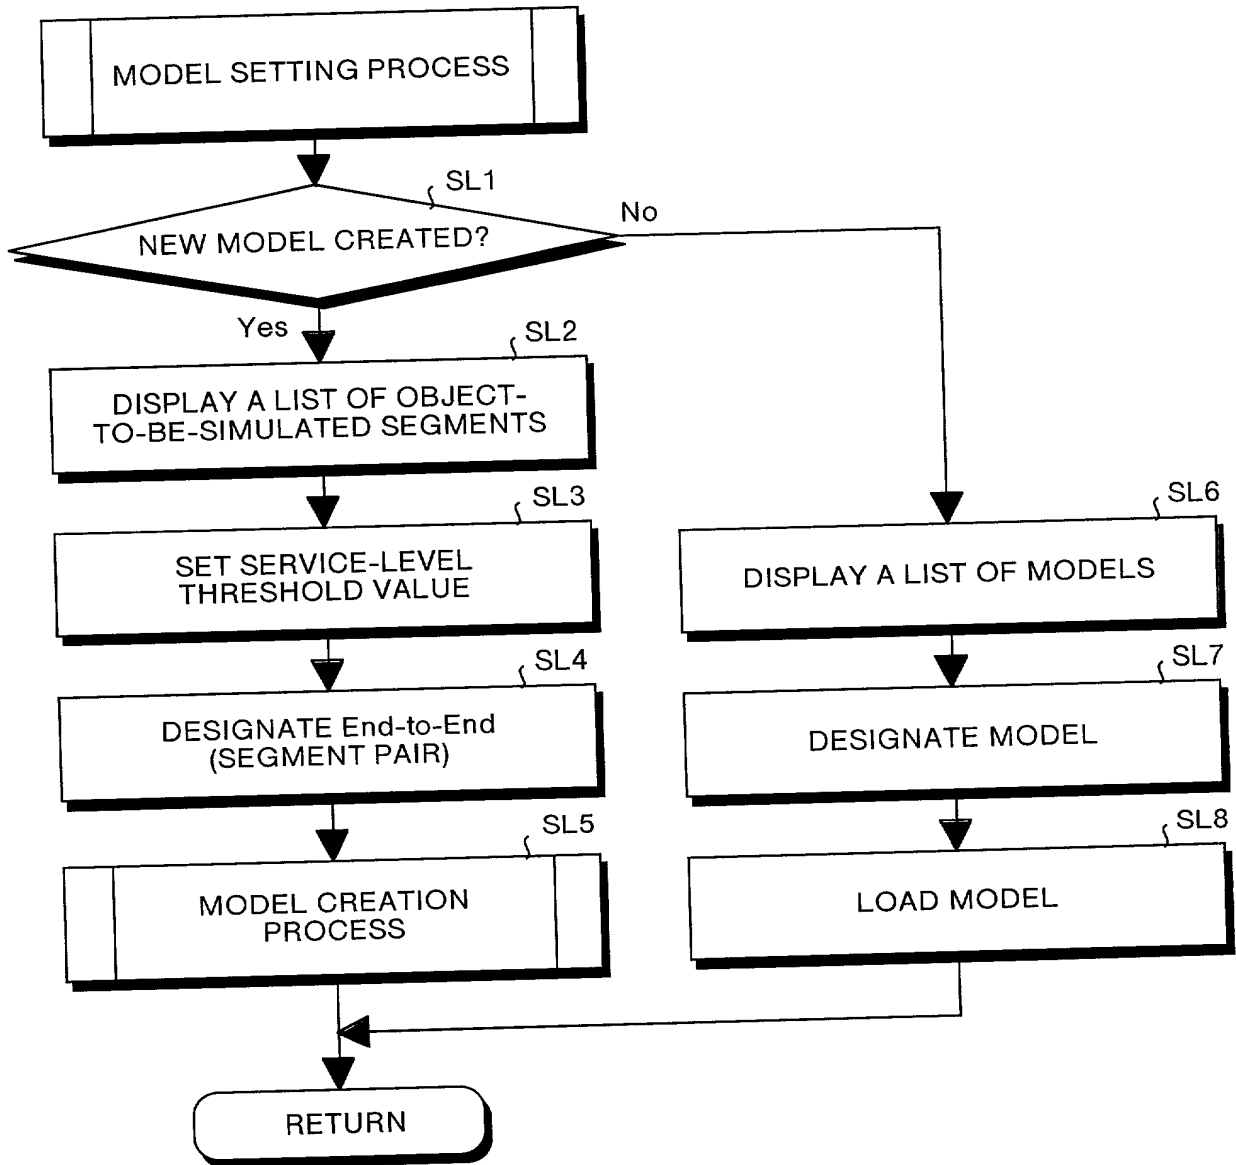 MODEL SETTING PROCESS
SL1
NEW MODEL CREATED?
No
Yes
SL2
DISPLAY A LIST OF OBJECT-
TO-BE-SIMULATED SEGMENTS
SL3
SET SERVICE-LEVEL
THRESHOLD VALUE
SL4
DESIGNATE End-to-End
(SEGMENT PAIR)
SL5
MODEL CREATION
PROCESS
SL6
DISPLAY A LIST OF MODELS
SL7
DESIGNATE MODEL
SL8
LOAD MODEL
RETURN